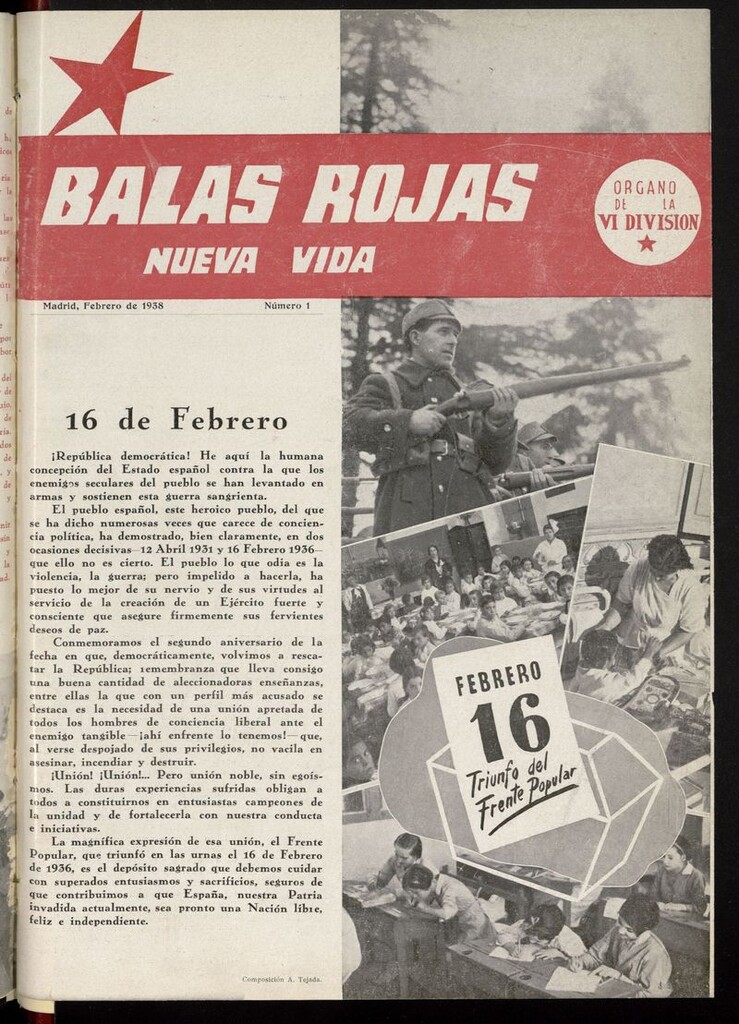 BALAS ROJAS
NUEVA VIDA
ORGANO
DE LA
VI DIVISION
Madrid, Febrero de 1938 Número 1
16 de Febrero
¡República democrática! He aquí la humana
concepción del Estado español contra la que los
enemigos seculares del pueblo se han levantado en
armas y sostienen esta guerra sangrienta.
El pueblo español, este heroico pueblo, del que
se ha dicho numerosas veces que carece de concien-
cia política, ha demostrado, bien claramente, en dos
ocasiones decisivas—12 Abril 1931 y 16 Febrero 1936—
que ello no es cierto. El pueblo lo que odia es la
violencia, la guerra; pero impelido a hacerla, ha
puesto lo mejor de su nervio y de sus virtudes al
servicio de la creación de un Ejército fuerte y
consciente que asegure firmemente sus fervientes
deseos de paz.
Conmemoramos el segundo aniversario de la
fecha en que, democráticamente, volvimos a resca-
tar la República; remembranza que lleva consigo
una buena cantidad de aleccionadoras enseñanzas,
entre ellas la que con un perfil más acusado se
destaca es la necesidad de una unión apretada de
todos los hombres de conciencia liberal ante el
enemigo tangible—¡ahí enfrente lo tenemos!—que,
al verse despojado de sus privilegios, no vacila en
asesinar, incendiar y destruir.
¡Unión! ¡Unión!... Pero unión noble, sin egoís-
mos. Las duras experiencias sufridas obligan a
todos a constituirnos en entusiastas campeones de
la unidad y de fortalecerla con nuestra conducta
e iniciativas.
La magnífica expresión de esa unión, el Frente
Popular, que triunfó en las urnas el 16 de Febrero
de 1936, es el depósito sagrado que debemos cuidar
con superados entusiasmos y sacrificios, seguros de
que contribuimos a que España, nuestra Patria
invadida actualmente, sea pronto una Nación libre,
feliz e independiente.
Composición A. Tejada.
FEBRERO
16
Triunfo del
Frente Popular